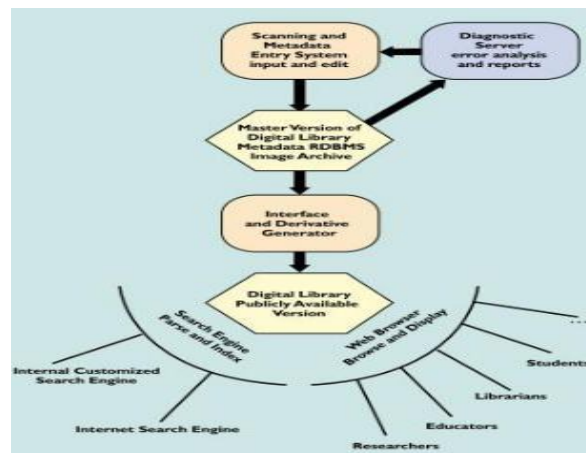 Scanning and
Metadata
Entry System
input and edit
Diagnostic
Server
error analysis
and reports
Master Version of
Digital Library
Metadata RDBMS
Image Archive
Interface
and Derivative
Generator
Digital Library
Publicly Available
Version
Search Engine
Parse and Index
Web Browser
Browse and Display
Internal Customized
Search Engine
Internet Search Engine
...
Students
Librarians
Educators
Researchers